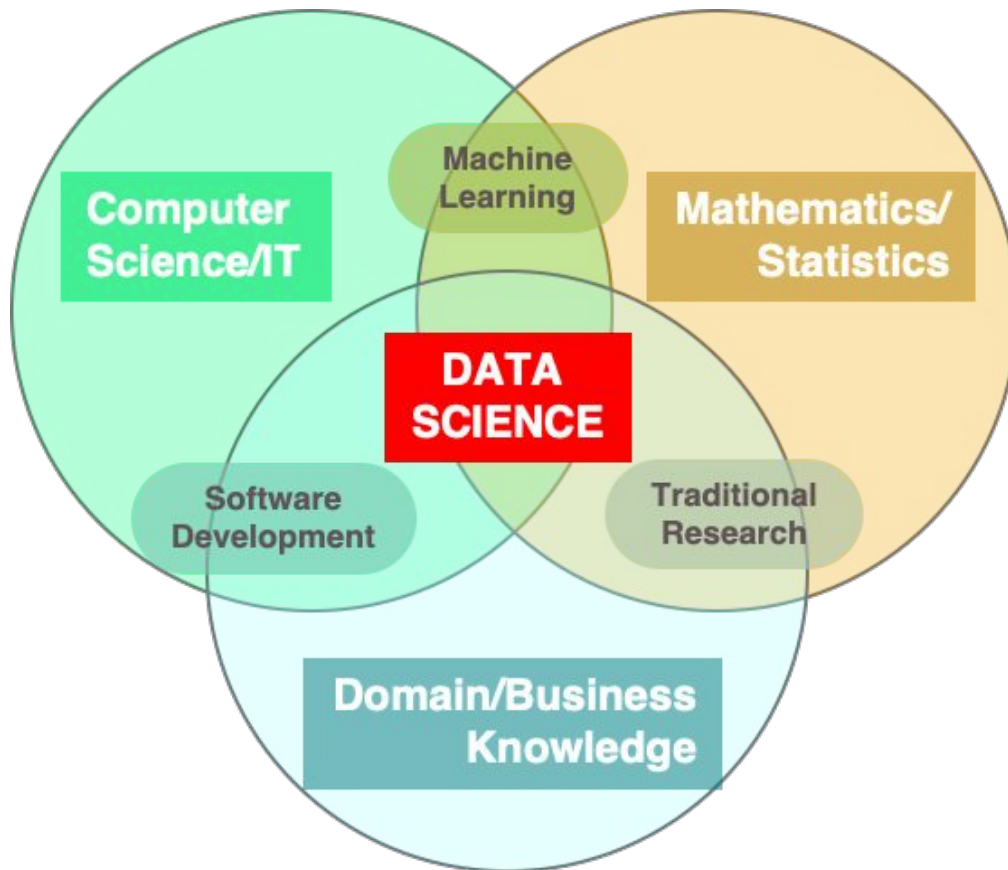 Machine
Learning
Computer
Science/IT
Mathematics/
Statistics
DATA
SCIENCE
Software
Development
Traditional
Research
Domain/Business
Knowledge